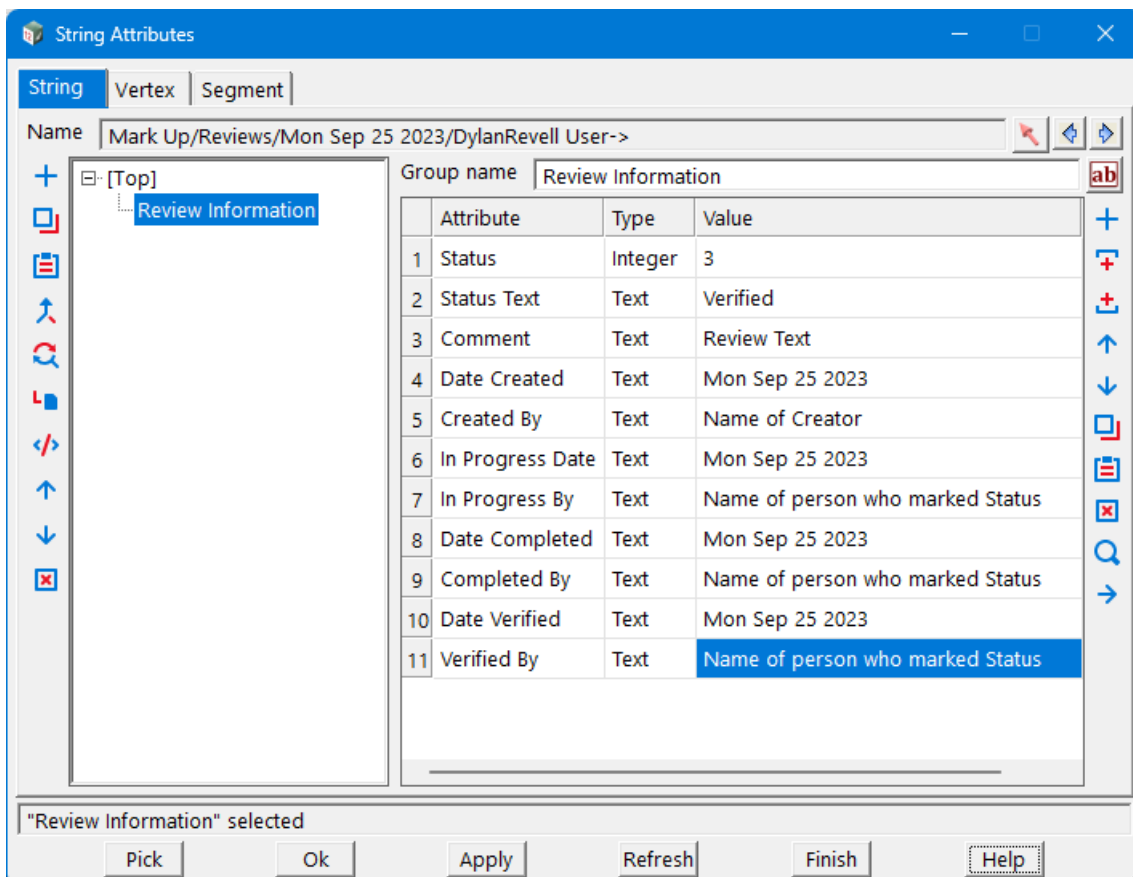 String Attributes
String Vertex Segment
Name Mark Up/Reviews/Mon Sep 25 2023/DylanRevell User->
[Top]
Review Information
Group name Review Information ab
Attribute Type Value
1 Status Integer 3
2 Status Text Text Verified
3 Comment Text Review Text
4 Date Created Text Mon Sep 25 2023
5 Created By Text Name of Creator
6 In Progress Date Text Mon Sep 25 2023
7 In Progress By Text Name of person who marked Status
8 Date Completed Text Mon Sep 25 2023
9 Completed By Text Name of person who marked Status
10 Date Verified Text Mon Sep 25 2023
11 Verified By Text Name of person who marked Status
"Review Information" selected
Pick Ok Apply Refresh Finish Help